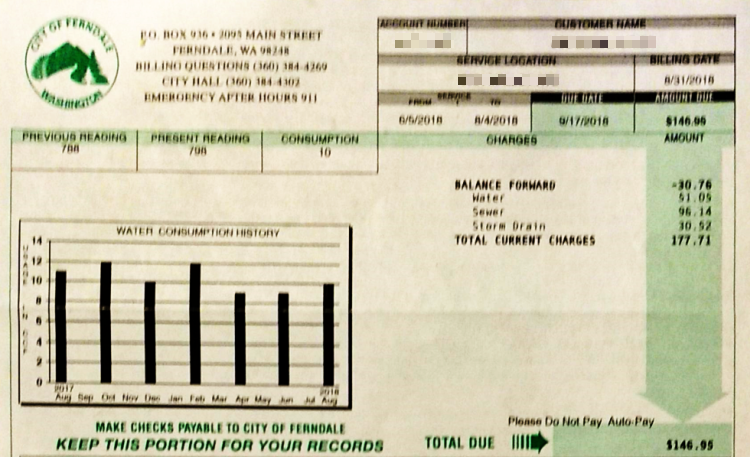 CITY OF FERNDALE
WASHINGTON
P.O. BOX 936 • 2095 MAIN STREET
FERNDALE, WA 98248
BILLING QUESTIONS (360) 384-4269
CITY HALL (360) 384-4302
EMERGENCY AFTER HOURS 911
ACCOUNT NUMBER CUSTOMER NAME
SERVICE LOCATION BILLING DATE
8/31/2018
FROM SERVICE TO DUE DATE AMOUNT DUE
6/5/2018 8/4/2018 9/17/2018 $146.95
PREVIOUS READING PRESENT READING CONSUMPTION CHARGES AMOUNT
788 798 10
BALANCE FORWARD -30.76
Water 51.05
Sewer 96.14
Storm Drain 30.52
TOTAL CURRENT CHARGES 177.71
WATER CONSUMPTION HISTORY
14
12
10
8
6
4
2
0
2017 2018
Aug Sep Oct Nov Dec Jan Feb Mar Apr May Jun Jul Aug
Please Do Not Pay Auto-Pay
MAKE CHECKS PAYABLE TO CITY OF FERNDALE
KEEP THIS PORTION FOR YOUR RECORDS
TOTAL DUE $146.95